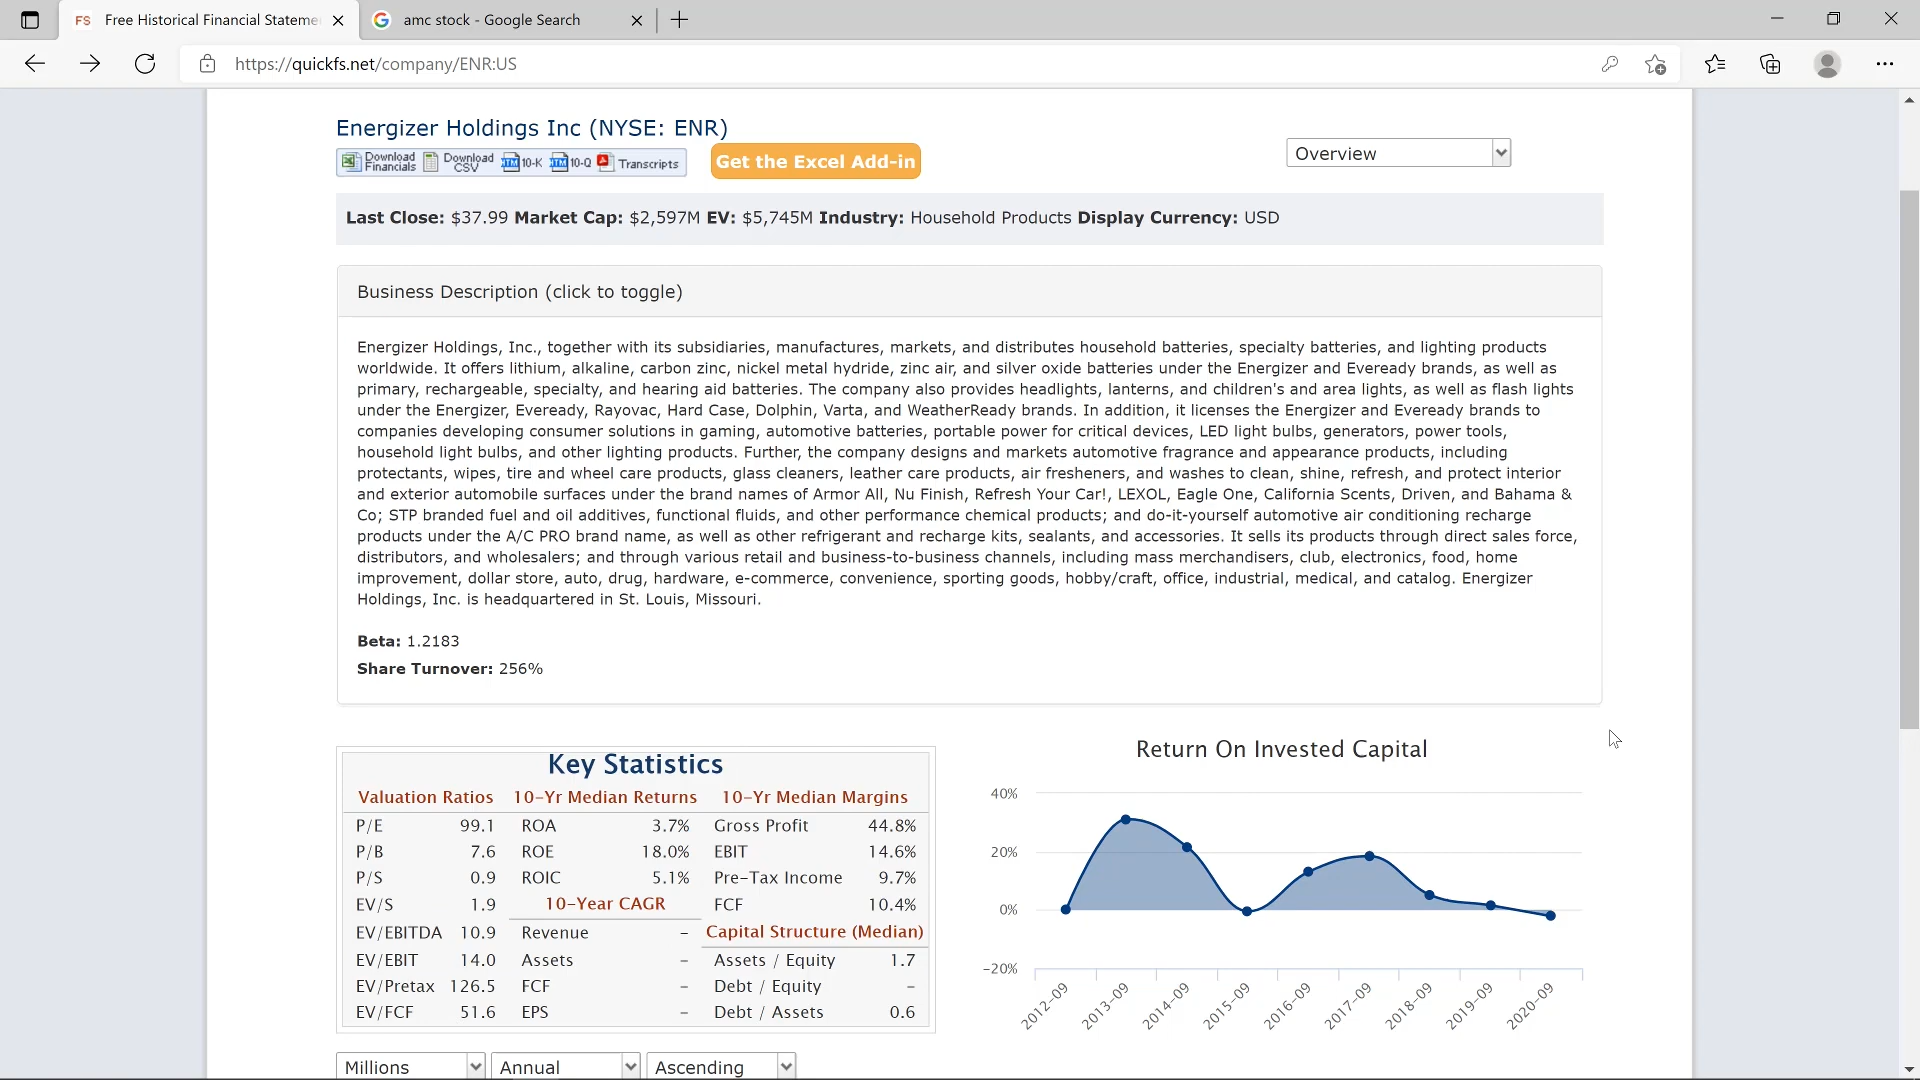 FS Free Historical Financial Stateme
amc stock - Google Search
https://quickfs.net/company/ENR:US
Energizer Holdings Inc (NYSE: ENR)
Download Financials Download CSV HTM 10-K HTM 10-Q Transcripts
Get the Excel Add-in
Overview
Last Close: $37.99 Market Cap: $2,597M EV: $5,745M Industry: Household Products Display Currency: USD
Business Description (click to toggle)
Energizer Holdings, Inc., together with its subsidiaries, manufactures, markets, and distributes household batteries, specialty batteries, and lighting products
worldwide. It offers lithium, alkaline, carbon zinc, nickel metal hydride, zinc air, and silver oxide batteries under the Energizer and Eveready brands, as well as
primary, rechargeable, specialty, and hearing aid batteries. The company also provides headlights, lanterns, and children's and area lights, as well as flash lights
under the Energizer, Eveready, Rayovac, Hard Case, Dolphin, Varta, and WeatherReady brands. In addition, it licenses the Energizer and Eveready brands to
companies developing consumer solutions in gaming, automotive batteries, portable power for critical devices, LED light bulbs, generators, power tools,
household light bulbs, and other lighting products. Further, the company designs and markets automotive fragrance and appearance products, including
protectants, wipes, tire and wheel care products, glass cleaners, leather care products, air fresheners, and washes to clean, shine, refresh, and protect interior
and exterior automobile surfaces under the brand names of Armor All, Nu Finish, Refresh Your Car!, LEXOL, Eagle One, California Scents, Driven, and Bahama &
Co; STP branded fuel and oil additives, functional fluids, and other performance chemical products; and do-it-yourself automotive air conditioning recharge
products under the A/C PRO brand name, as well as other refrigerant and recharge kits, sealants, and accessories. It sells its products through direct sales force,
distributors, and wholesalers; and through various retail and business-to-business channels, including mass merchandisers, club, electronics, food, home
improvement, dollar store, auto, drug, hardware, e-commerce, convenience, sporting goods, hobby/craft, office, industrial, medical, and catalog. Energizer
Holdings, Inc. is headquartered in St. Louis, Missouri.
Beta: 1.2183
Share Turnover: 256%
Key Statistics
Valuation Ratios 10-Yr Median Returns 10-Yr Median Margins
P/E 99.1 ROA 3.7% Gross Profit 44.8%
P/B 7.6 ROE 18.0% EBIT 14.6%
P/S 0.9 ROIC 5.1% Pre-Tax Income 9.7%
EV/S 1.9 10-Year CAGR FCF 10.4%
EV/EBITDA 10.9 Revenue - Capital Structure (Median)
EV/EBIT 14.0 Assets - Assets / Equity 1.7
EV/Pretax 126.5 FCF - Debt / Equity -
EV/FCF 51.6 EPS - Debt / Assets 0.6
Return On Invested Capital
40%
20%
0%
-20%
2012-09 2013-09 2014-09 2015-09 2016-09 2017-09 2018-09 2019-09 2020-09
Millions Annual Ascending